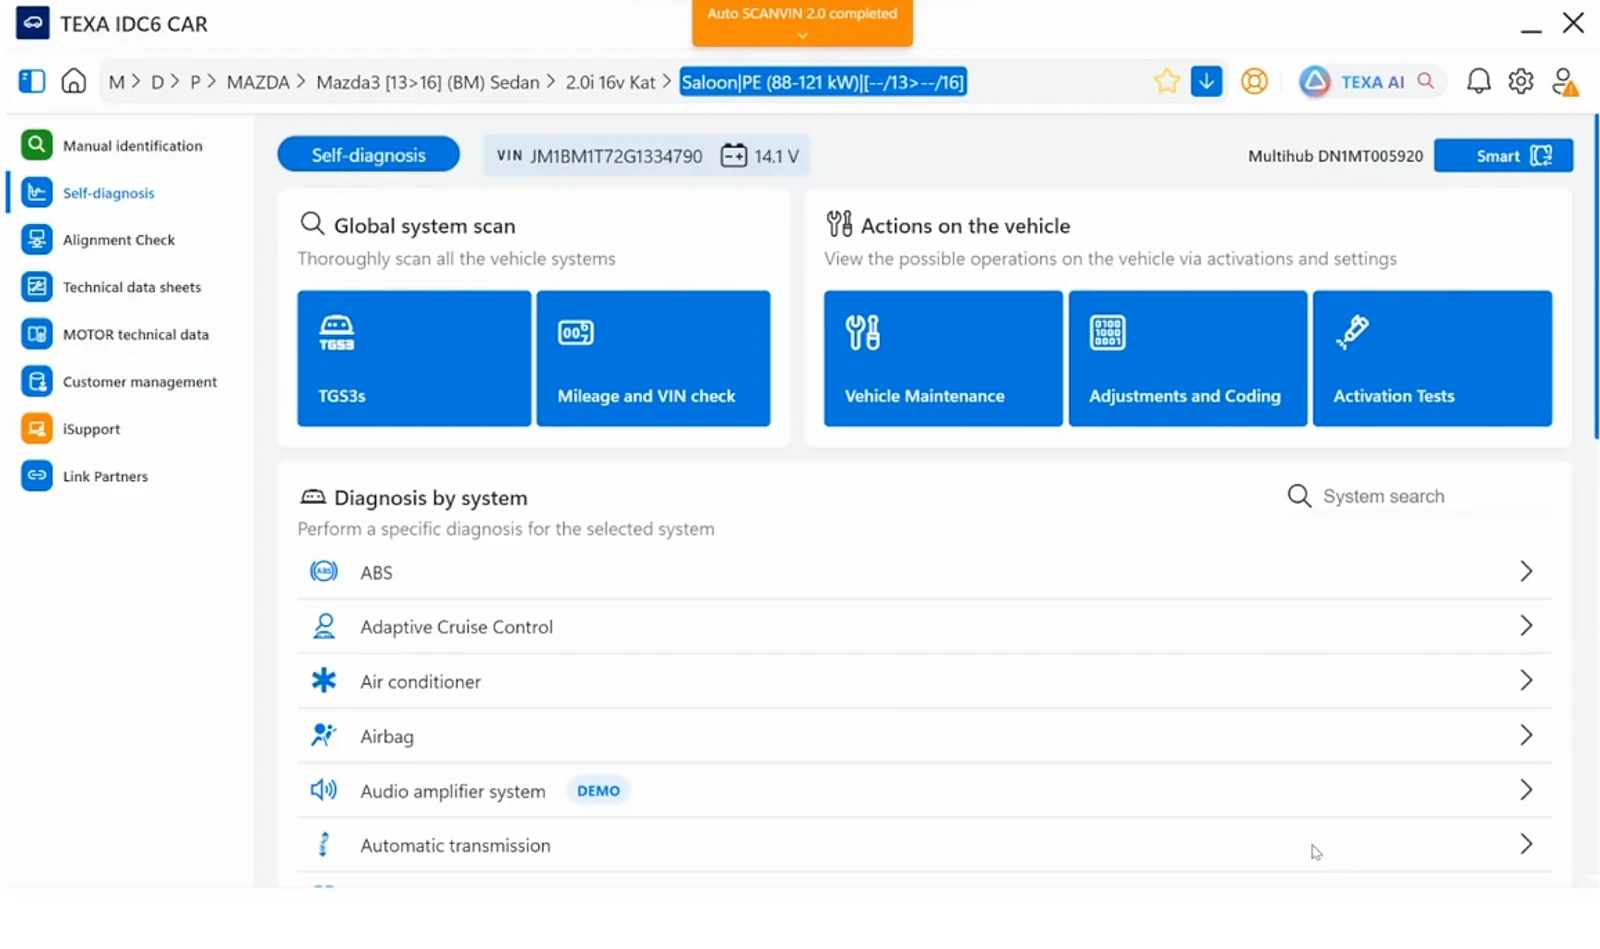 TEXA IDC6 CAR
Auto SCANVIN 2.0 completed
M > D > P > MAZDA > Mazda3 [13>16] (BM) Sedan > 2.0i 16v Kat > Saloon|PE (88-121 kW)|[--/13>--/16]
TEXA AI
Manual identification
Self-diagnosis
Alignment Check
Technical data sheets
MOTOR technical data
Customer management
iSupport
Link Partners
Self-diagnosis
VIN JM1BM1T72G1334790 14.1 V
Multihub DN1MT005920
Smart
Global system scan
Thoroughly scan all the vehicle systems
TGS3
TGS3s
Mileage and VIN check
Actions on the vehicle
View the possible operations on the vehicle via activations and settings
Vehicle Maintenance
0100
1000
0001
Adjustments and Coding
Activation Tests
Diagnosis by system
System search
Perform a specific diagnosis for the selected system
ABS
ABS
Adaptive Cruise Control
Air conditioner
Airbag
Audio amplifier system DEMO
Automatic transmission